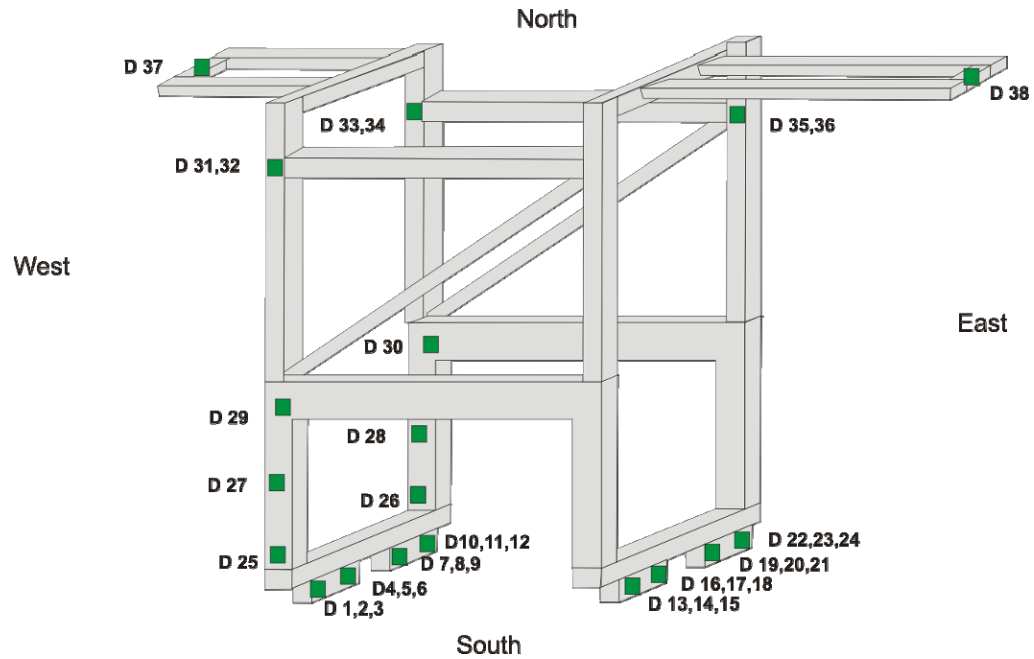 North
D 37
D 38
D 33,34
D 35,36
D 31,32
West
East
D 30
D 29
D 28
D 27
D 26
D 25
D10,11,12
D 22,23,24
D 7,8,9
D 19,20,21
D4,5,6
D 16,17,18
D 1,2,3
D 13,14,15
South